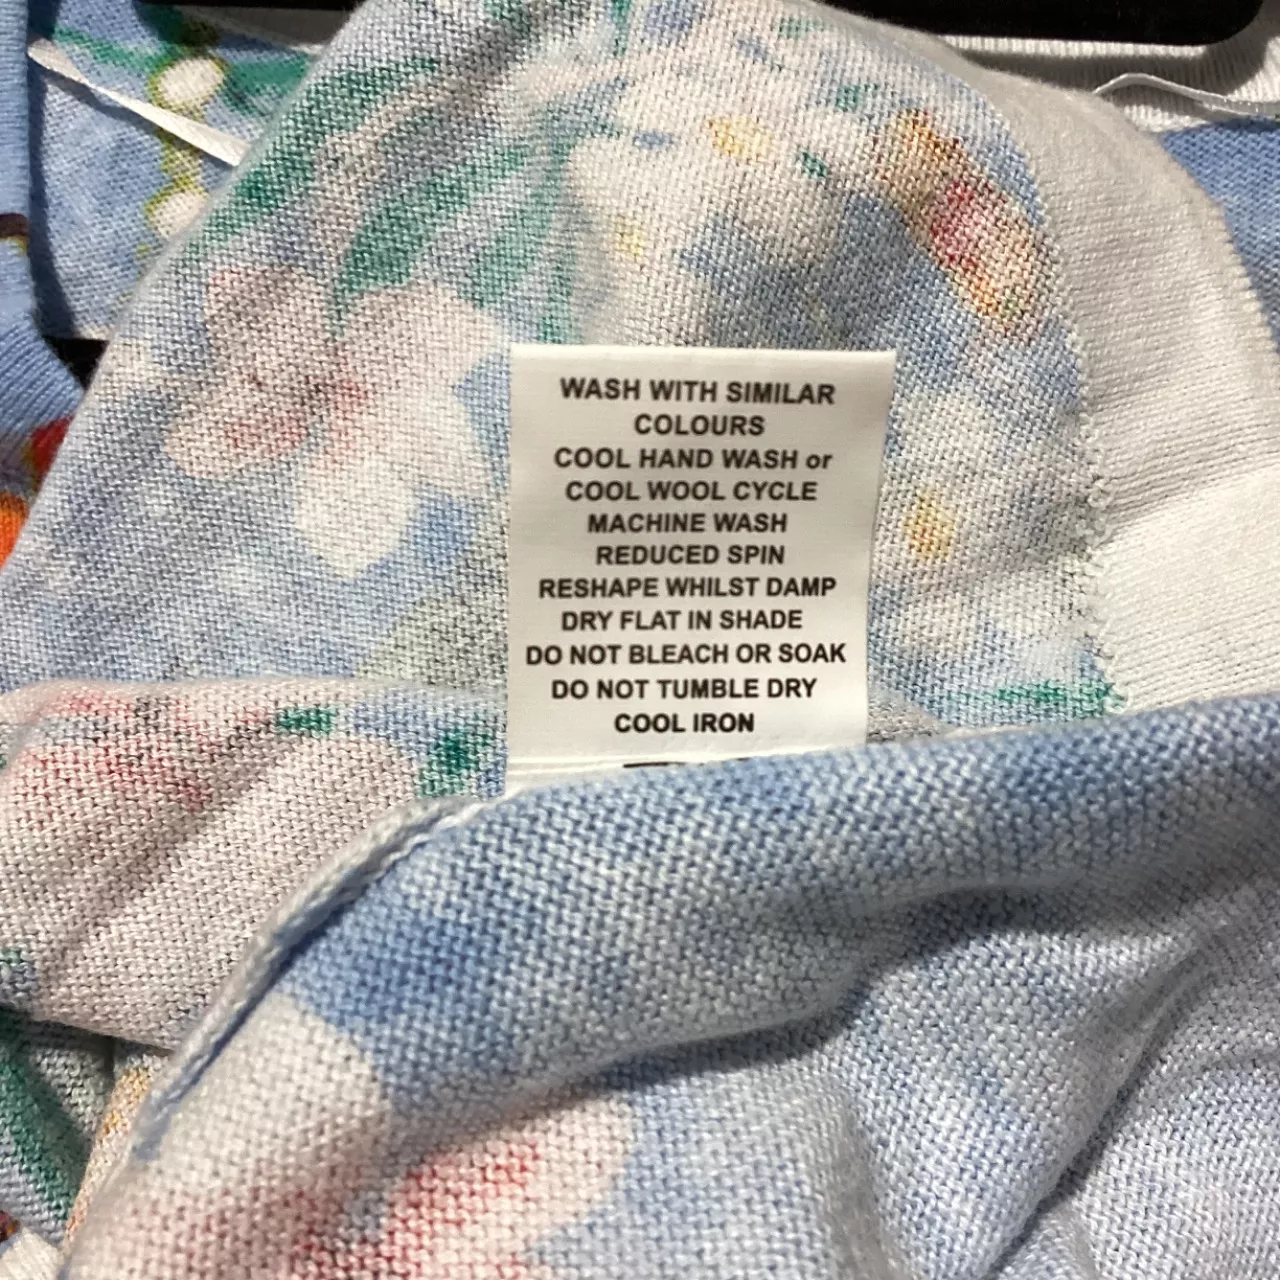 WASH WITH SIMILAR
COLOURS
COOL HAND WASH or
COOL WOOL CYCLE
MACHINE WASH
REDUCED SPIN
RESHAPE WHILST DAMP
DRY FLAT IN SHADE
DO NOT BLEACH OR SOAK
DO NOT TUMBLE DRY
COOL IRON